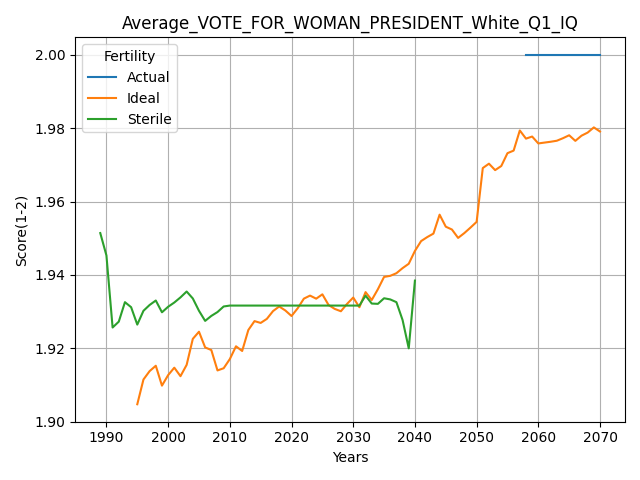 Average_VOTE_FOR_WOMAN_PRESIDENT_White_Q1_IQ
Fertility
Actual
Ideal
Sterile
Score(1-2)
2.00
1.98
1.96
1.94
1.92
1.90
1990 2000 2010 2020 2030 2040 2050 2060 2070
Years